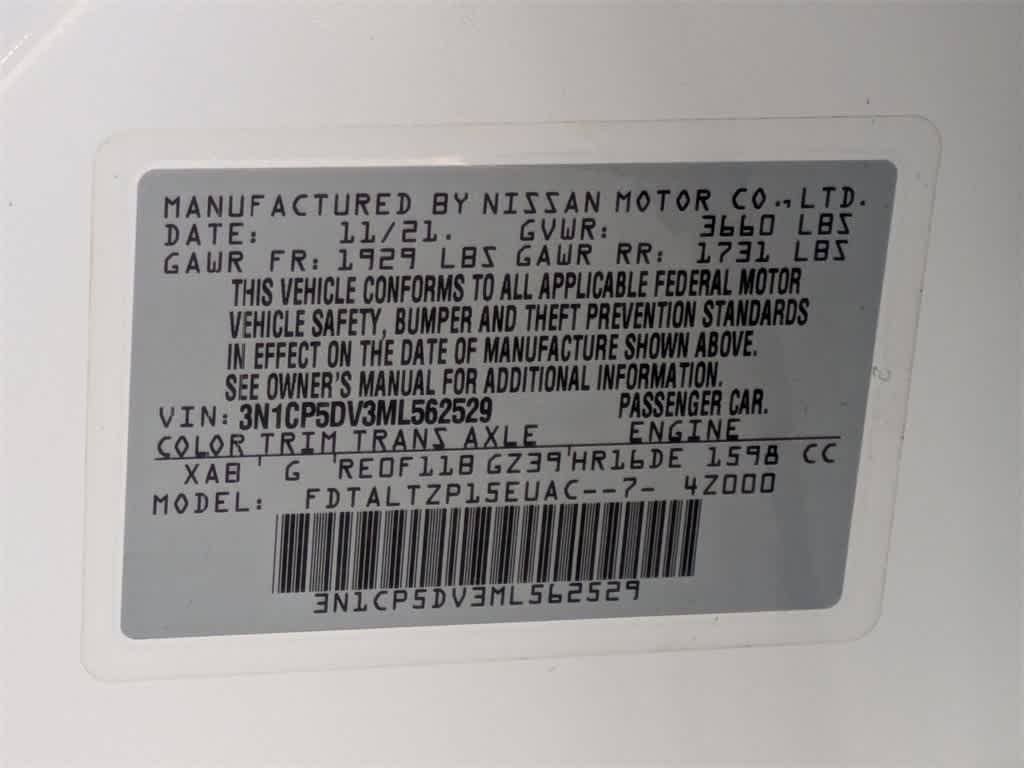 MANUFACTURED BY NISSAN MOTOR CO.,LTD.
DATE: 11/21. GVWR: 3660 LBS
GAWR FR: 1929 LBS GAWR RR: 1731 LBS
THIS VEHICLE CONFORMS TO ALL APPLICABLE FEDERAL MOTOR
VEHICLE SAFETY, BUMPER AND THEFT PREVENTION STANDARDS
IN EFFECT ON THE DATE OF MANUFACTURE SHOWN ABOVE.
SEE OWNER'S MANUAL FOR ADDITIONAL INFORMATION.
VIN: 3N1CP5DV3ML562529 PASSENGER CAR.
COLOR TRIM TRANS AXLE ENGINE
XAB ' G 'RE0F11B GZ39'HR16DE 1598 CC
MODEL: FDTALTZP15EUAC--7- 4Z000
3N1CP5DV3ML562529